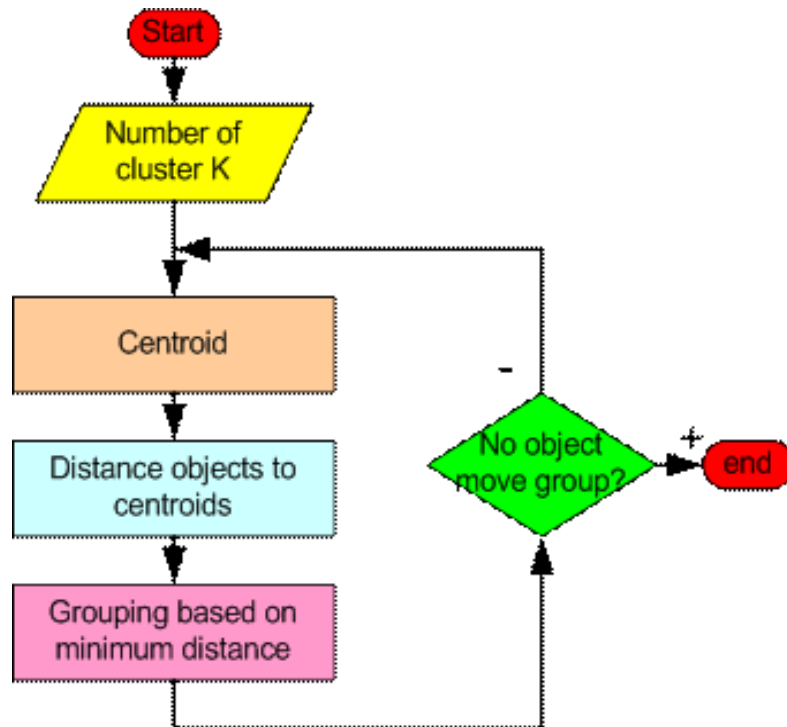 Start
Number of
cluster K
Centroid
Distance objects to
centroids
Grouping based on
minimum distance
-
No object
move group?
+
end